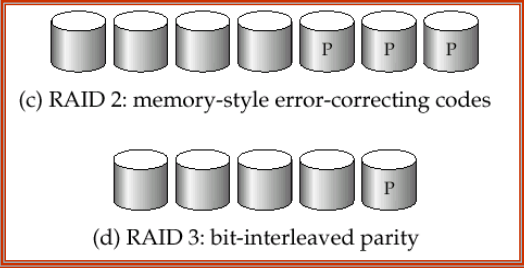 P P P
(c) RAID 2: memory-style error-correcting codes
P
(d) RAID 3: bit-interleaved parity